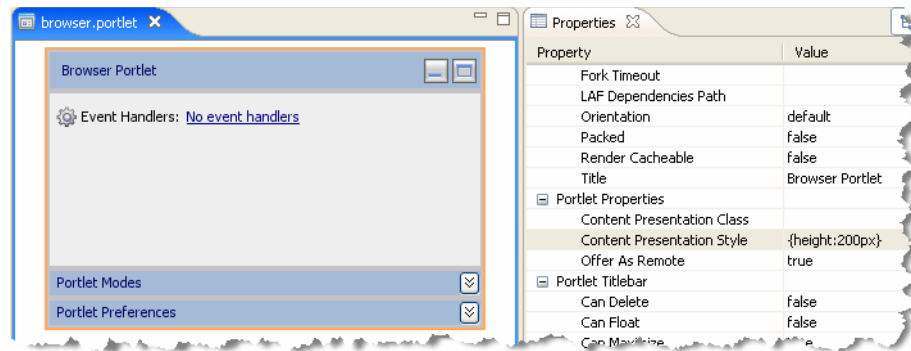 browser.portlet
Browser Portlet
Event Handlers: No event handlers
Portlet Modes
Portlet Preferences
Properties
Property Value
Fork Timeout
LAF Dependencies Path
Orientation default
Packed false
Render Cacheable false
Title Browser Portlet
Portlet Properties
Content Presentation Class
Content Presentation Style {height:200px}
Offer As Remote true
Portlet Titlebar
Can Delete false
Can Float false
Can Maximize